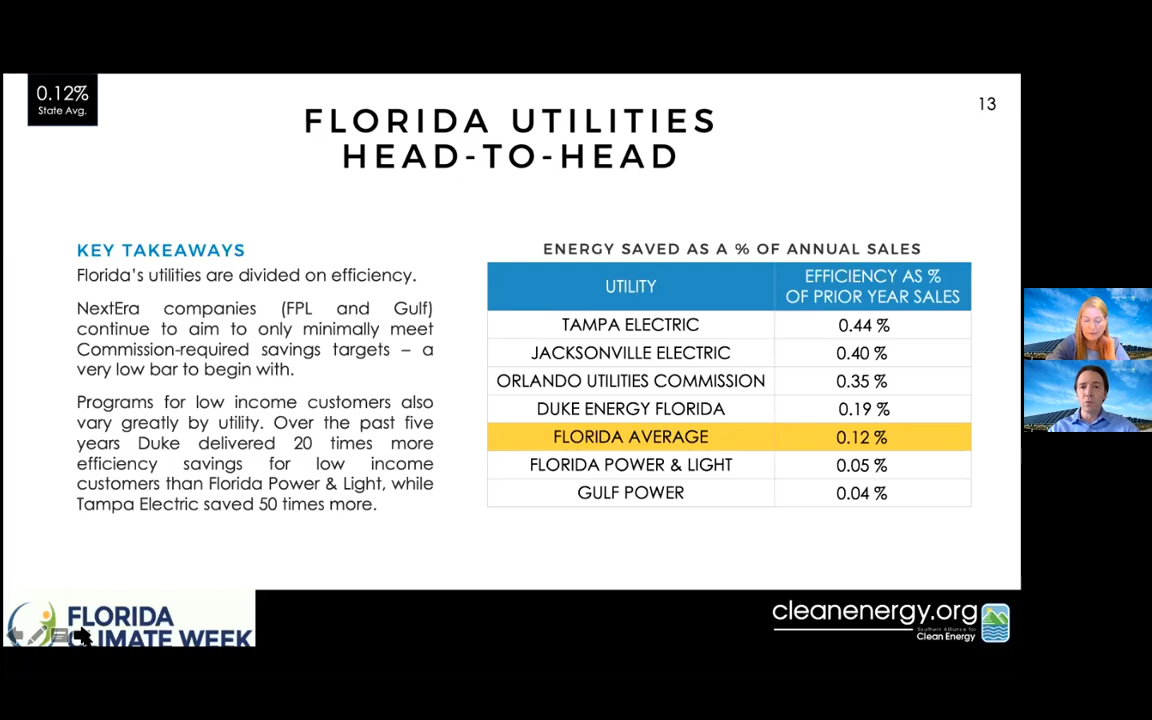 0.12%
State Avg.
13
FLORIDA UTILITIES
HEAD-TO-HEAD
KEY TAKEAWAYS
Florida's utilities are divided on efficiency.
NextEra companies (FPL and Gulf)
continue to aim to only minimally meet
Commission-required savings targets – a
very low bar to begin with.
Programs for low income customers also
vary greatly by utility. Over the past five
years Duke delivered 20 times more
efficiency savings for low income
customers than Florida Power & Light, while
Tampa Electric saved 50 times more.
ENERGY SAVED AS A % OF ANNUAL SALES
UTILITY
EFFICIENCY AS %
OF PRIOR YEAR SALES
TAMPA ELECTRIC 0.44 %
JACKSONVILLE ELECTRIC 0.40 %
ORLANDO UTILITIES COMMISSION 0.35 %
DUKE ENERGY FLORIDA 0.19 %
FLORIDA AVERAGE 0.12 %
FLORIDA POWER & LIGHT 0.05 %
GULF POWER 0.04 %
FLORIDA
CLIMATE WEEK
cleanenergy.org
Southern Alliance for
Clean Energy